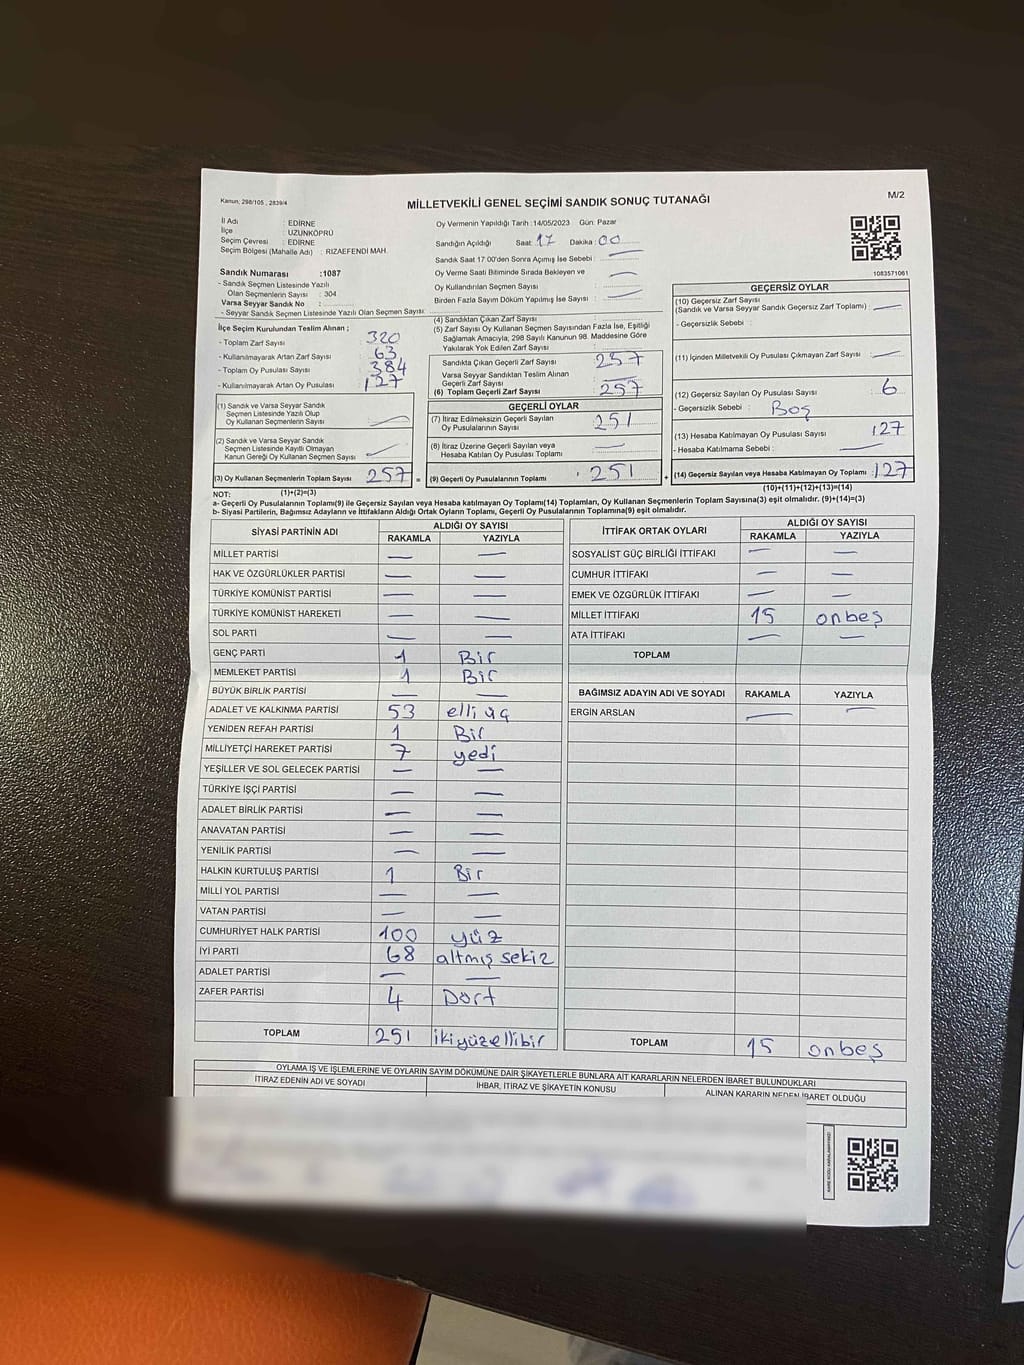 Kanun: 298/105 , 2839/4
MİLLETVEKİLİ GENEL SEÇİMİ SANDIK SONUÇ TUTANAĞI
M/2
İl Adı : EDİRNE
İlçe : UZUNKÖPRÜ
Seçim Çevresi : EDİRNE
Seçim Bölgesi (Mahalle Adı) : RIZAEFENDİ MAH.
Sandık Numarası :1087
- Sandık Seçmen Listesinde Yazılı
Olan Seçmenlerin Sayısı : 304
Varsa Seyyar Sandık No :
- Seyyar Sandık Seçmen Listesinde Yazılı Olan Seçmen Sayısı:
Oy Vermenin Yapıldığı Tarih : 14/05/2023 Gün: Pazar
Sandığın Açıldığı Saat: 17 Dakika : 00
Sandık Saat 17 00'den Sonra Açımış İse Sebebi : —
Oy Verme Saati Bitiminde Sırada Bekleyen ve
Oy Kullandırılan Seçmen Sayısı : —
Birden Fazla Sayım Döküm Yapılmış İse Sayısı : —
1083571061
İlçe Seçim Kurulundan Teslim Alınan ;
- Toplam Zarf Sayısı : 320
- Kullanılmayarak Artan Zarf Sayısı : 63
- Toplam Oy Pusulası Sayısı : 384
- Kullanılmayarak Artan Oy Pusulası : 127
(1) Sandık ve Varsa Seyyar Sandık
Seçmen Listesinde Yazılı Olup
Oy Kullanan Seçmenlerin Sayısı —
(2) Sandık ve Varsa Seyyar Sandık
Seçmen Listesinde Kayıtlı Olmayan
Kanun Gereği Oy Kullanan Seçmen Sayısı —
(3) Oy Kullanan Seçmenlerin Toplam Sayısı 257 =
(1)+(2)=(3)
(4) Sandıktan Çıkan Zarf Sayısı :
(5) Zarf Sayısı Oy Kullanan Seçmen Sayısından Fazla İse, Eşitliği
Sağlamak Amacıyla, 298 Sayılı Kanunun 98. Maddesine Göre
Yakılarak Yok Edilen Zarf Sayısı :
Sandıkta Çıkan Geçerli Zarf Sayısı : 257
Varsa Seyyar Sandıktan Teslim Alınan
Geçerli Zarf Sayısı : —
(6) Toplam Geçerli Zarf Sayısı : 257
GEÇERLİ OYLAR
(7) İtiraz Edilmeksizin Geçerli Sayılan
Oy Pusulalarının Sayısı : 251
(8) İtiraz Üzerine Geçerli Sayılan veya
Hesaba Katılan Oy Pusulası Toplamı : —
(9) Geçerli Oy Pusulalarının Toplamı : 251 +
GEÇERSİZ OYLAR
(10) Geçersiz Zarf Sayısı
(Sandık ve Varsa Seyyar Sandık Geçersiz Zarf Toplamı) : —
- Geçersizlik Sebebi :
(11) İçinden Milletvekili Oy Pusulası Çıkmayan Zarf Sayısı : —
(12) Geçersiz Sayılan Oy Pusulası Sayısı : 6
- Geçersizlik Sebebi : Boş
(13) Hesaba Katılmayan Oy Pusulası Sayısı : 127
- Hesaba Katılmama Sebebi : —
(14) Geçersiz Sayılan veya Hesaba Katılmayan Oy Toplamı : 127
(10)+(11)+(12)+(13)=(14)
NOT:
a- Geçerli Oy Pusulalarının Toplamı(9) ile Geçersiz Sayılan veya Hesaba katılmayan Oy Toplamı(14) Toplamları, Oy Kullanan Seçmenlerin Toplam Sayısına(3) eşit olmalıdır. (9)+(14)=(3)
b- Siyasi Partilerin, Bağımsız Adayların ve İttifakların Aldığı Ortak Oyların Toplamı, Geçerli Oy Pusulalarının Toplamına(9) eşit olmalıdır.
SİYASİ PARTİNİN ADI ALDIĞI OY SAYISI
RAKAMLA YAZIYLA
MİLLET PARTİSİ — —
HAK VE ÖZGÜRLÜKLER PARTİSİ — —
TÜRKİYE KOMÜNİST PARTİSİ — —
TÜRKİYE KOMÜNİST HAREKETİ — —
SOL PARTİ — —
GENÇ PARTİ 1 Bir
MEMLEKET PARTİSİ 1 Bir
BÜYÜK BİRLİK PARTİSİ — —
ADALET VE KALKINMA PARTİSİ 53 elli üç
YENİDEN REFAH PARTİSİ 1 Bir
MİLLİYETÇİ HAREKET PARTİSİ 7 yedi
YEŞİLLER VE SOL GELECEK PARTİSİ — —
TÜRKİYE İŞÇİ PARTİSİ — —
ADALET BİRLİK PARTİSİ — —
ANAVATAN PARTİSİ — —
YENİLİK PARTİSİ — —
HALKIN KURTULUŞ PARTİSİ 1 Bir
MİLLİ YOL PARTİSİ — —
VATAN PARTİSİ — —
CUMHURİYET HALK PARTİSİ 100 yüz
İYİ PARTİ 68 altmış sekiz
ADALET PARTİSİ — —
ZAFER PARTİSİ 4 Dört
TOPLAM 251 ikiyüzellibir
İTTİFAK ORTAK OYLARI ALDIĞI OY SAYISI
RAKAMLA YAZIYLA
SOSYALİST GÜÇ BİRLİĞİ İTTİFAKI — —
CUMHUR İTTİFAKI — —
EMEK VE ÖZGÜRLÜK İTTİFAKI — —
MİLLET İTTİFAKI 15 onbeş
ATA İTTİFAKI — —
TOPLAM
BAĞIMSIZ ADAYIN ADI VE SOYADI RAKAMLA YAZIYLA
ERGİN ARSLAN — —
TOPLAM 15 onbeş
OYLAMA İŞ VE İŞLEMLERİNE VE OYLARIN SAYIM DÖKÜMÜNE DAİR ŞİKAYETLERLE BUNLARA AİT KARARLARIN NELERDEN İBARET BULUNDUKLARI
İTİRAZ EDENİN ADI VE SOYADI İHBAR, İTİRAZ VE ŞİKAYETİN KONUSU ALINAN KARARIN NEDEN İBARET OLDUĞU